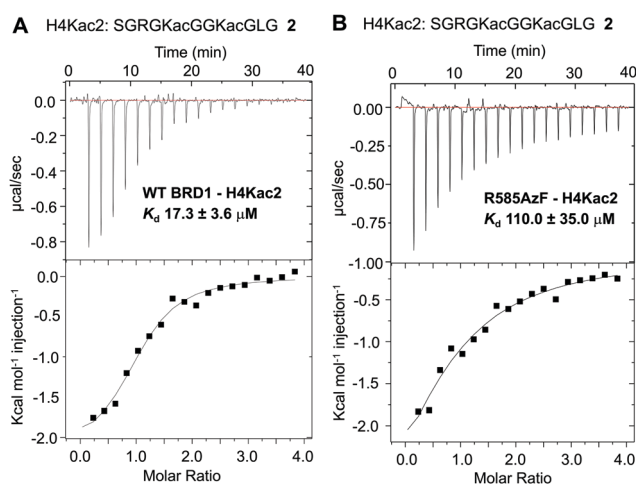 A H4Kac2: SGRGKacGGKacGLG 2
Time (min)
0 10 20 30 40
0.0
-0.2
-0.4
-0.6
-0.8
µcal/sec
WT BRD1 - H4Kac2
Kd 17.3 ± 3.6 µM
0.0
-0.5
-1.0
-1.5
-2.0
Kcal mol-1 injection-1
0.0 1.0 2.0 3.0 4.0
Molar Ratio
B H4Kac2: SGRGKacGGKacGLG 2
Time (min)
0 10 20 30 40
0.00
-0.25
-0.50
-0.75
-1.00
µcal/sec
R585AzF - H4Kac2
Kd 110.0 ± 35.0 µM
-0.5
-1.0
-1.5
-2.0
Kcal mol-1 injection-1
0.0 1.0 2.0 3.0 4.0
Molar Ratio